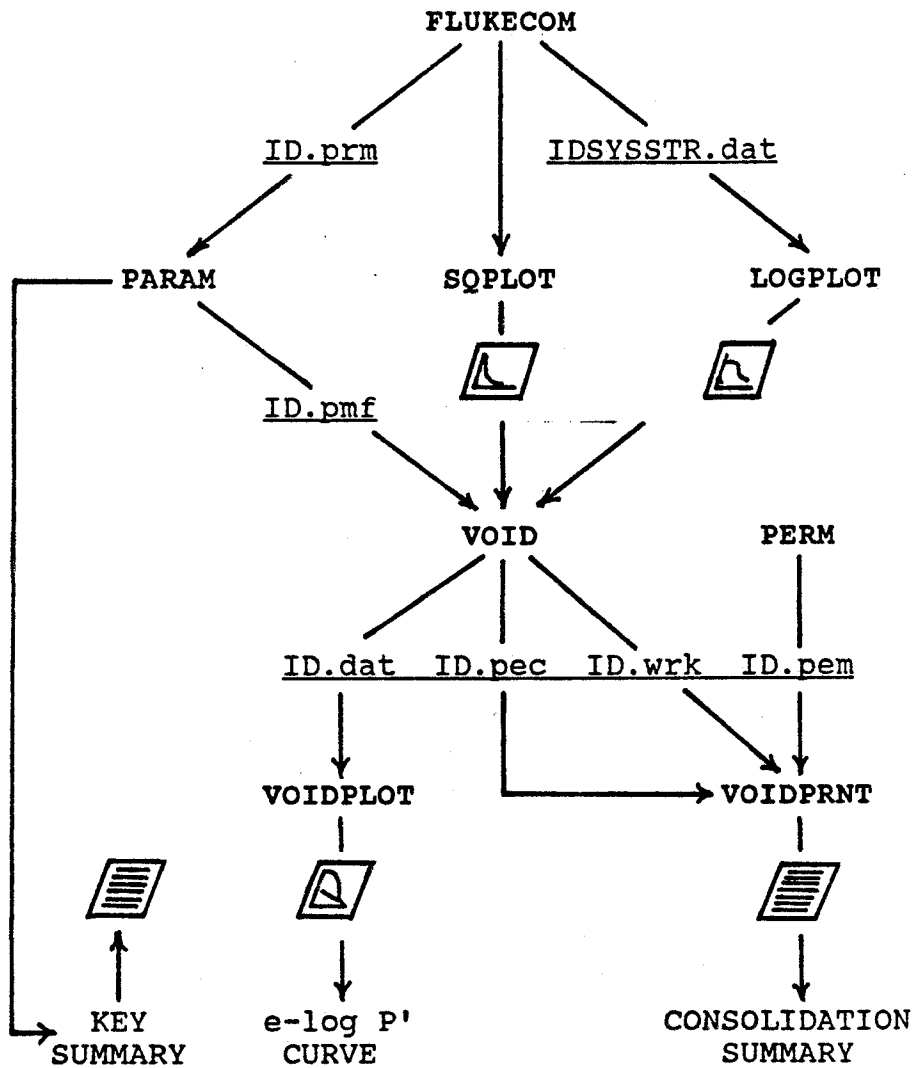 FLUKECOM
ID.prm IDSYSSTR.dat
PARAM SQPLOT LOGPLOT
ID.pmf
VOID PERM
ID.dat ID.pec ID.wrk ID.pem
VOIDPLOT VOIDPRNT
KEY SUMMARY
e-log P' CURVE
CONSOLIDATION SUMMARY